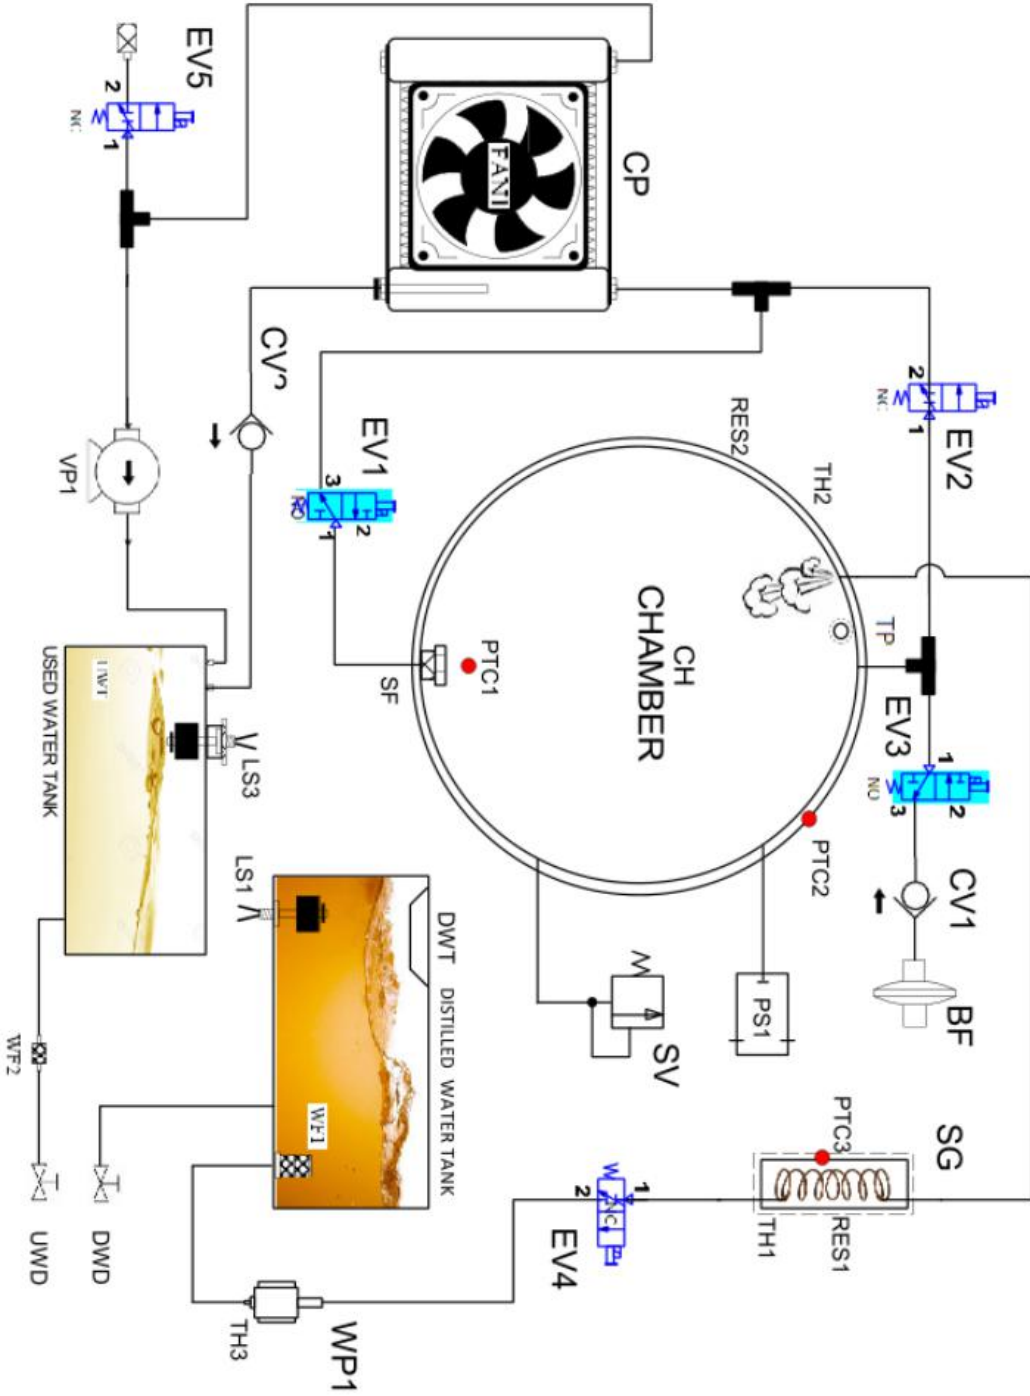 EV5
2
1
NC
CP
FAN1
CV2
EV2
2
1
NC
EV1
3
2
1
NO
RES2
TH2
TP
VP1
CH
CHAMBER
PTC1
SF
EV3
1
2
3
NO
PTC2
CV1
BF
PS1
SV
UWT
USED WATER TANK
LS3
LS1
DWT DISTILLED WATER TANK
WF1
SG
PTC3
TH1
RES1
EV4
1
2
NC
WF2
UWD
DWD
TH3
WP1